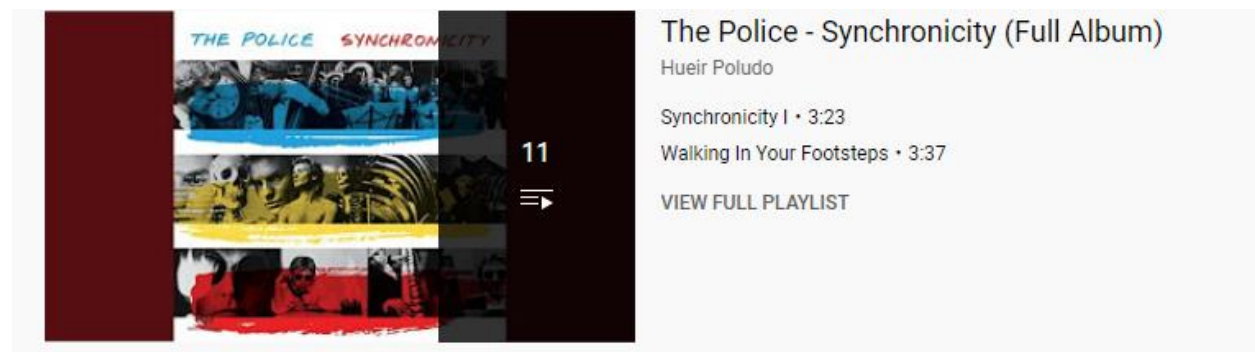 THE POLICE SYNCHRONICITY
11
The Police - Synchronicity (Full Album)
Hueir Poludo
Synchronicity I • 3:23
Walking In Your Footsteps • 3:37
VIEW FULL PLAYLIST